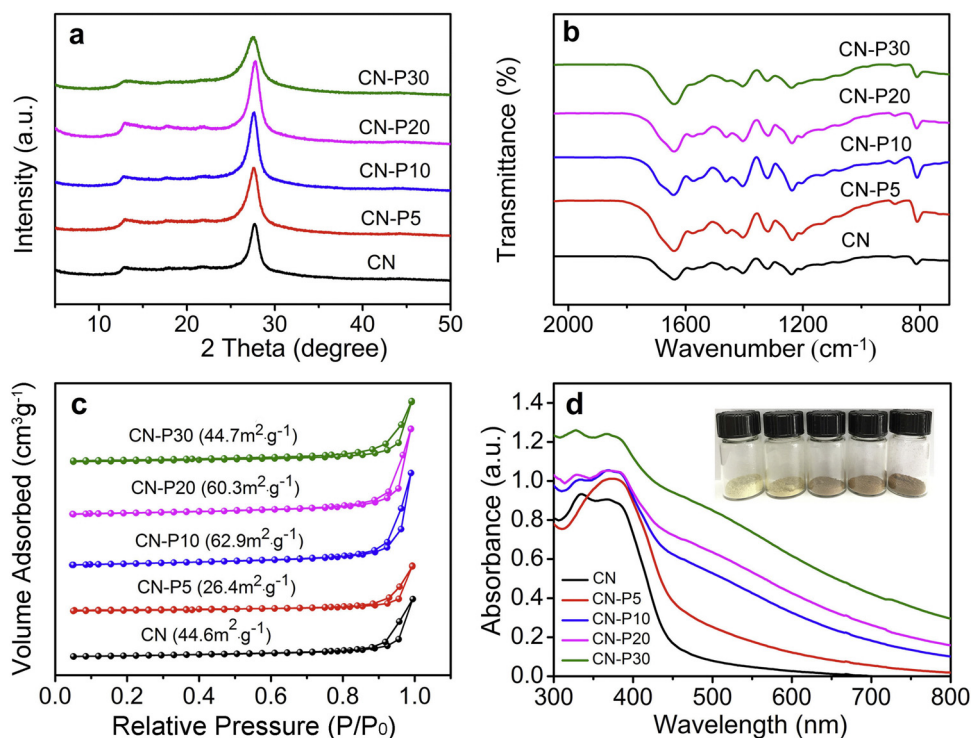 a
CN-P30
CN-P20
CN-P10
CN-P5
CN
Intensity (a.u.)
10 20 30 40 50
2 Theta (degree)
b
CN-P30
CN-P20
CN-P10
CN-P5
CN
Transmittance (%)
2000 1600 1200 800
Wavenumber (cm⁻¹)
c
CN-P30 (44.7m²·g⁻¹)
CN-P20 (60.3m²·g⁻¹)
CN-P10 (62.9m²·g⁻¹)
CN-P5 (26.4m²·g⁻¹)
CN (44.6m²·g⁻¹)
Volume Adsorbed (cm³g⁻¹)
0.0 0.2 0.4 0.6 0.8 1.0
Relative Pressure (P/P₀)
d
1.4
1.2
1.0
0.8
0.6
0.4
0.2
0.0
Absorbance (a.u.)
CN
CN-P5
CN-P10
CN-P20
CN-P30
300 400 500 600 700 800
Wavelength (nm)